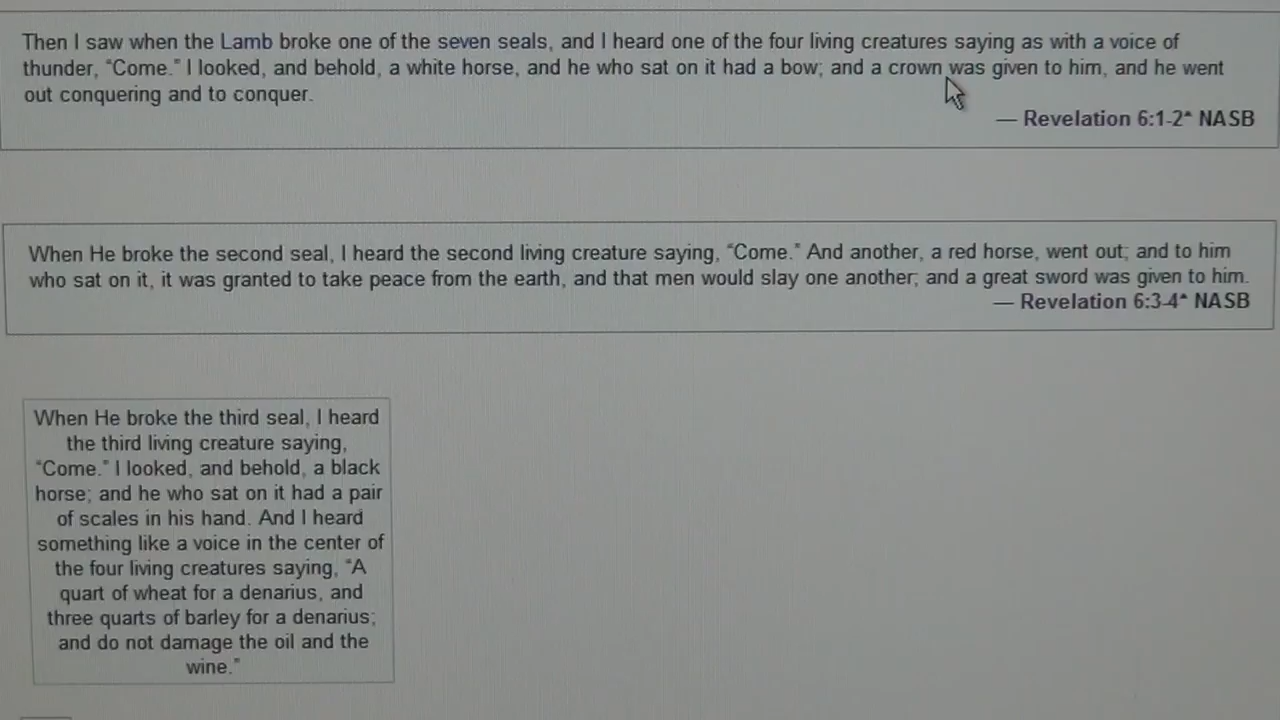 Then I saw when the Lamb broke one of the seven seals, and I heard one of the four living creatures saying as with a voice of
thunder, "Come." I looked, and behold, a white horse, and he who sat on it had a bow; and a crown was given to him, and he went
out conquering and to conquer.
— Revelation 6:1-2 NASB
When He broke the second seal, I heard the second living creature saying, "Come." And another, a red horse, went out; and to him
who sat on it, it was granted to take peace from the earth, and that men would slay one another; and a great sword was given to him.
— Revelation 6:3-4 NASB
When He broke the third seal, I heard
the third living creature saying,
"Come." I looked, and behold, a black
horse; and he who sat on it had a pair
of scales in his hand. And I heard
something like a voice in the center of
the four living creatures saying, "A
quart of wheat for a denarius, and
three quarts of barley for a denarius;
and do not damage the oil and the
wine."